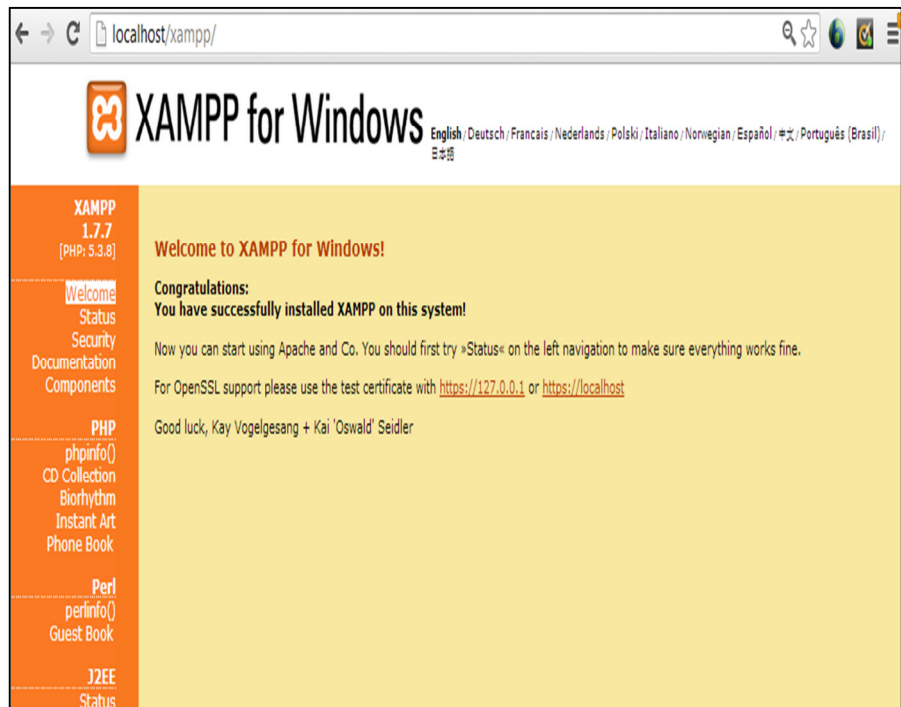 localhost/xampp/
XAMPP for Windows
English / Deutsch / Francais / Nederlands / Polski / Italiano / Norwegian / Español / 中文 / Português (Brasil) /
日本語
XAMPP
1.7.7
[PHP: 5.3.8]
Welcome
Status
Security
Documentation
Components
PHP
phpinfo()
CD Collection
Biorhythm
Instant Art
Phone Book
Perl
perlinfo()
Guest Book
J2EE
Status
Welcome to XAMPP for Windows!
Congratulations:
You have successfully installed XAMPP on this system!
Now you can start using Apache and Co. You should first try »Status« on the left navigation to make sure everything works fine.
For OpenSSL support please use the test certificate with https://127.0.0.1 or https://localhost
Good luck, Kay Vogelgesang + Kai 'Oswald' Seidler